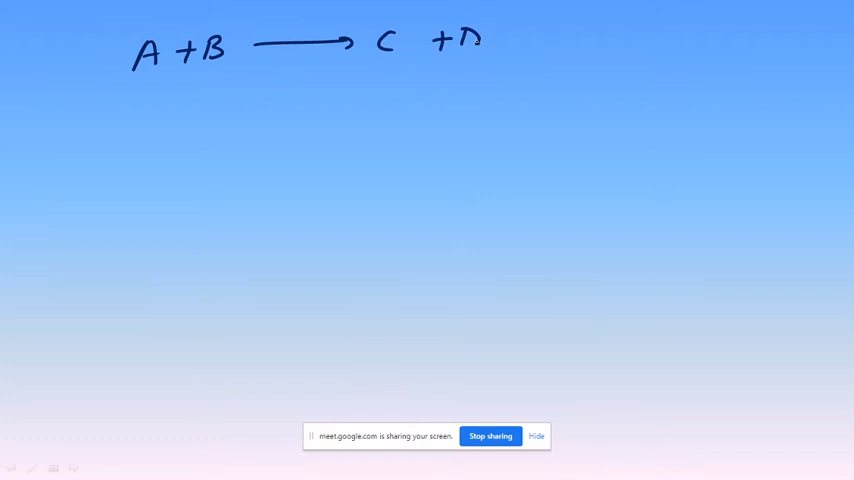 A + B ⟶ C + D
meet.google.com is sharing your screen. Stop sharing Hide